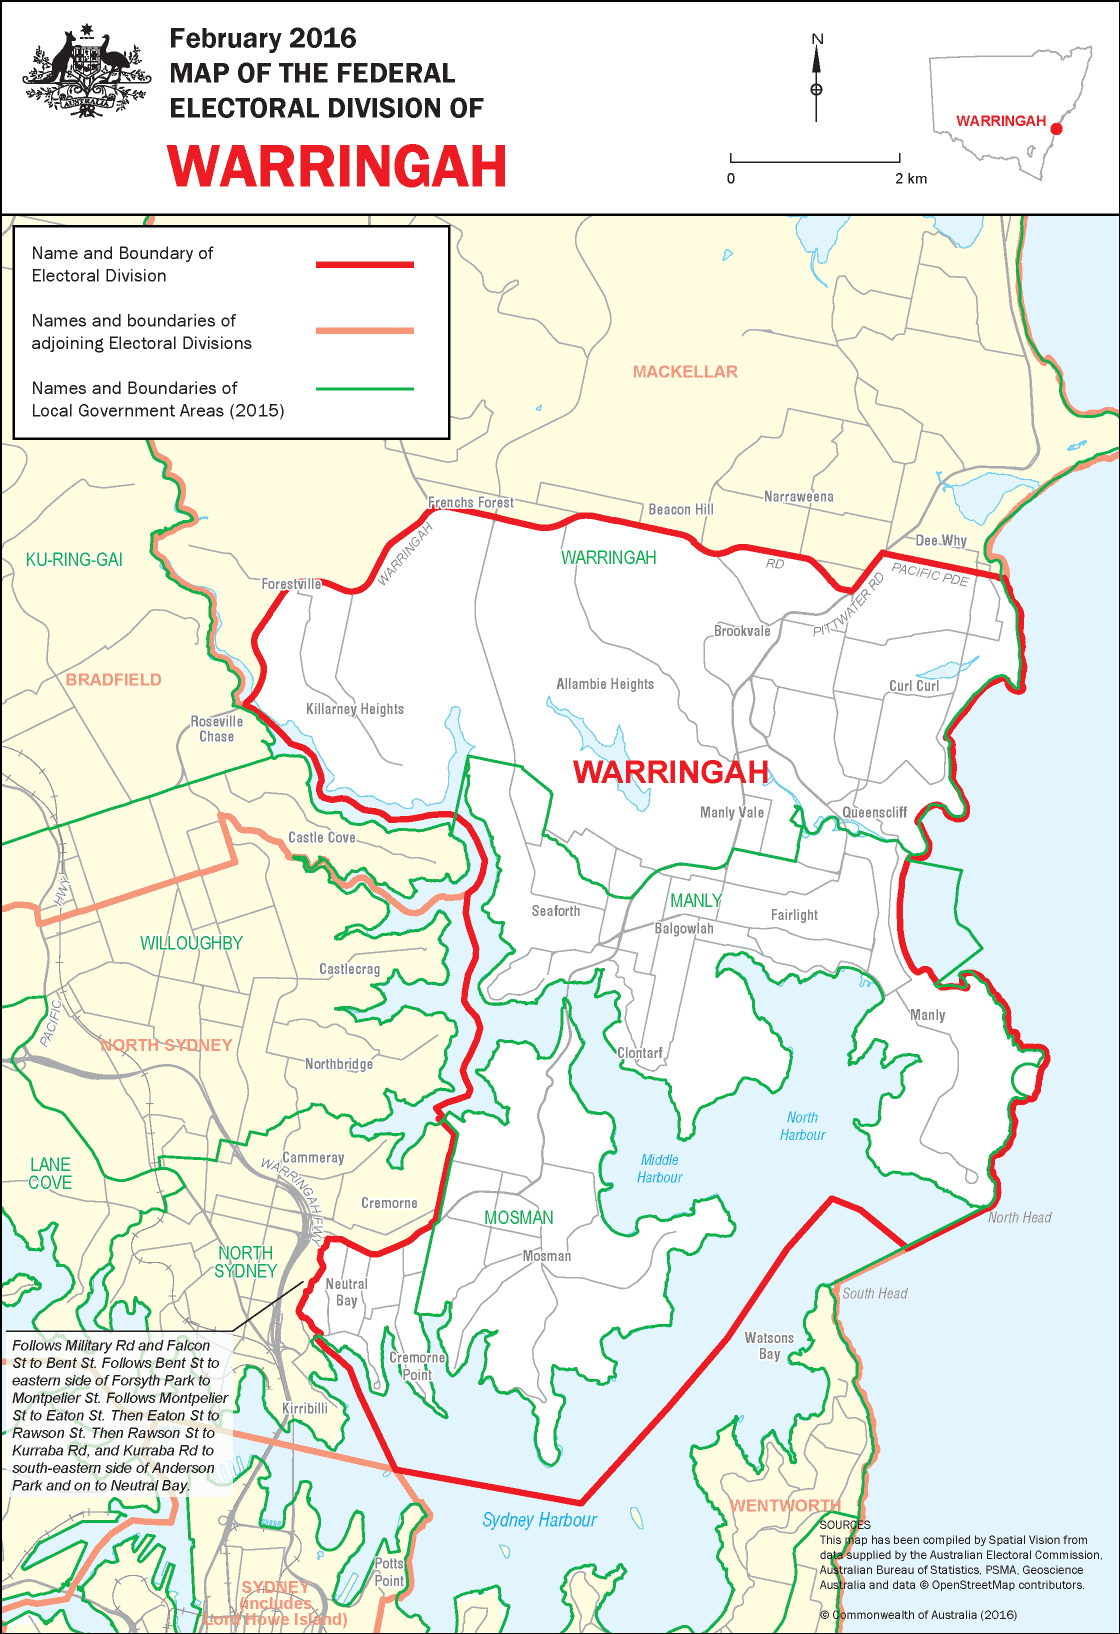 February 2016
MAP OF THE FEDERAL
ELECTORAL DIVISION OF
WARRINGAH
AUSTRALIA
N
0
2 km
WARRINGAH
Name and Boundary of
Electoral Division
Names and boundaries of
adjoining Electoral Divisions
Names and Boundaries of
Local Government Areas (2015)
MACKELLAR
Frenchs Forest
Beacon Hill
Narraweena
Dee Why
KU-RING-GAI
WARRINGAH
WARRINGAH
RD
PACIFIC PDE
PITTWATER RD
Forestville
Brookvale
BRADFIELD
Allambie Heights
Curl Curl
Killarney Heights
Roseville
Chase
WARRINGAH
Manly Vale
Queenscliff
Castle Cove
HWY
Seaforth
MANLY
Balgowlah
Fairlight
WILLOUGHBY
Castlecrag
PACIFIC
NORTH SYDNEY
Manly
Clontarf
Northbridge
North
Harbour
LANE
COVE
Cammeray
WARRINGAH FWY
Middle
Harbour
Cremorne
MOSMAN
North Head
NORTH
SYDNEY
Mosman
Neutral
Bay
South Head
Watsons
Bay
Follows Military Rd and Falcon
St to Bent St. Follows Bent St to
eastern side of Forsyth Park to
Montpelier St. Follows Montpelier
St to Eaton St. Then Eaton St to
Rawson St. Then Rawson St to
Kurraba Rd, and Kurraba Rd to
south-eastern side of Anderson
Park and on to Neutral Bay.
Cremorne
Point
Kirribilli
WENTWORTH
Sydney Harbour
Potts
Point
SYDNEY
(includes
Lord Howe Island)
SOURCES
This map has been compiled by Spatial Vision from
data supplied by the Australian Electoral Commission,
Australian Bureau of Statistics, PSMA, Geoscience
Australia and data © OpenStreetMap contributors.
© Commonwealth of Australia (2016)